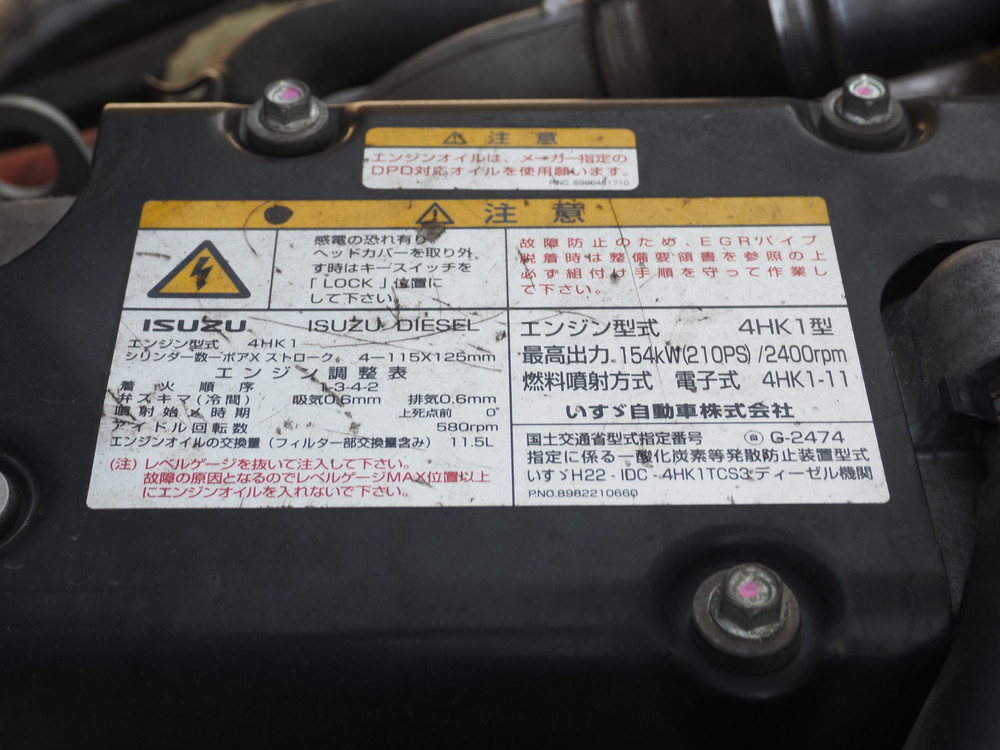 注意
エンジンオイルは、メーカー指定の
DPD対応オイルを使用願います。
注意
感電の恐れ有り。
ヘッドカバーを取り外
す時はキースイッチを
「LOCK」位置に
して下さい。
故障防止のため、EGRパイプ
脱着時は整備要領書を参照の上
必ず組付け手順を守って作業し
て下さい。
ISUZU ISUZU DIESEL
エンジン型式 4HK1
シリンダー数ーボアX ストローク。 4-115X125mm
エンジン調整表
着火順序 1-3-4-2
弁スキマ(冷間) 吸気0.6mm 排気0.6mm
噴射始メ時期 上死点前 0°
アイドル回転数 580rpm
エンジンオイルの交換量(フィルター部交換量含み) 11.5L
(注)レベルゲージを抜いて注入して下さい。
故障の原因となるのでレベルゲージMAX位置以上
にエンジンオイルを入れないで下さい。
エンジン型式 4HK1型
最高出力 154kW(210PS)/2400rpm
燃料噴射方式 電子式 4HK1-11
いすゞ自動車株式会社
国土交通省型式指定番号 G-2474
指定に係る一酸化炭素等発散防止装置型式
いすゞH22-IDC-4HK1TCS3 ディーゼル機関
P.NO.8982210660